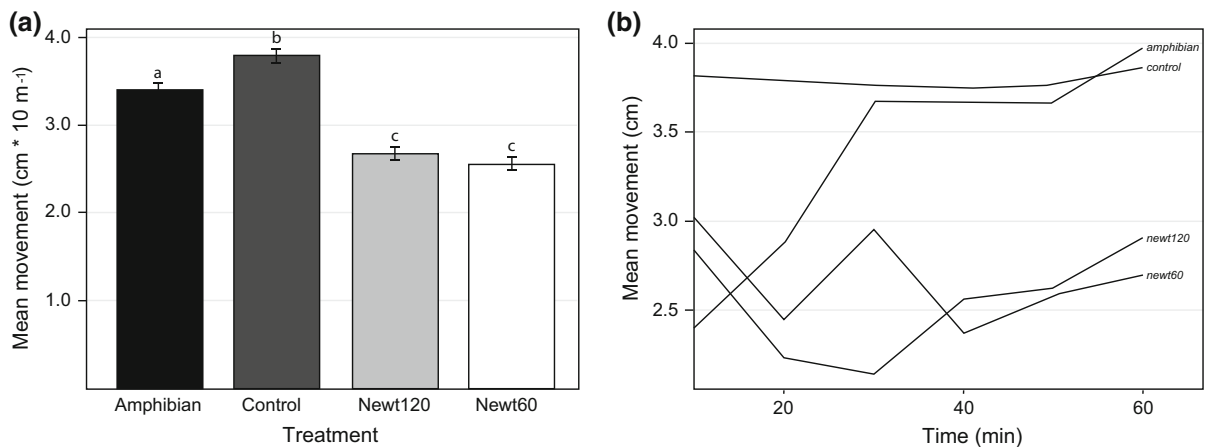 (a)
Mean movement (cm * 10 m-1)
4.0
3.0
2.0
1.0
a
b
c
c
Amphibian Control Newt120 Newt60
Treatment
(b)
Mean movement (cm)
4.0
3.5
3.0
2.5
amphibian
control
newt120
newt60
20 40 60
Time (min)